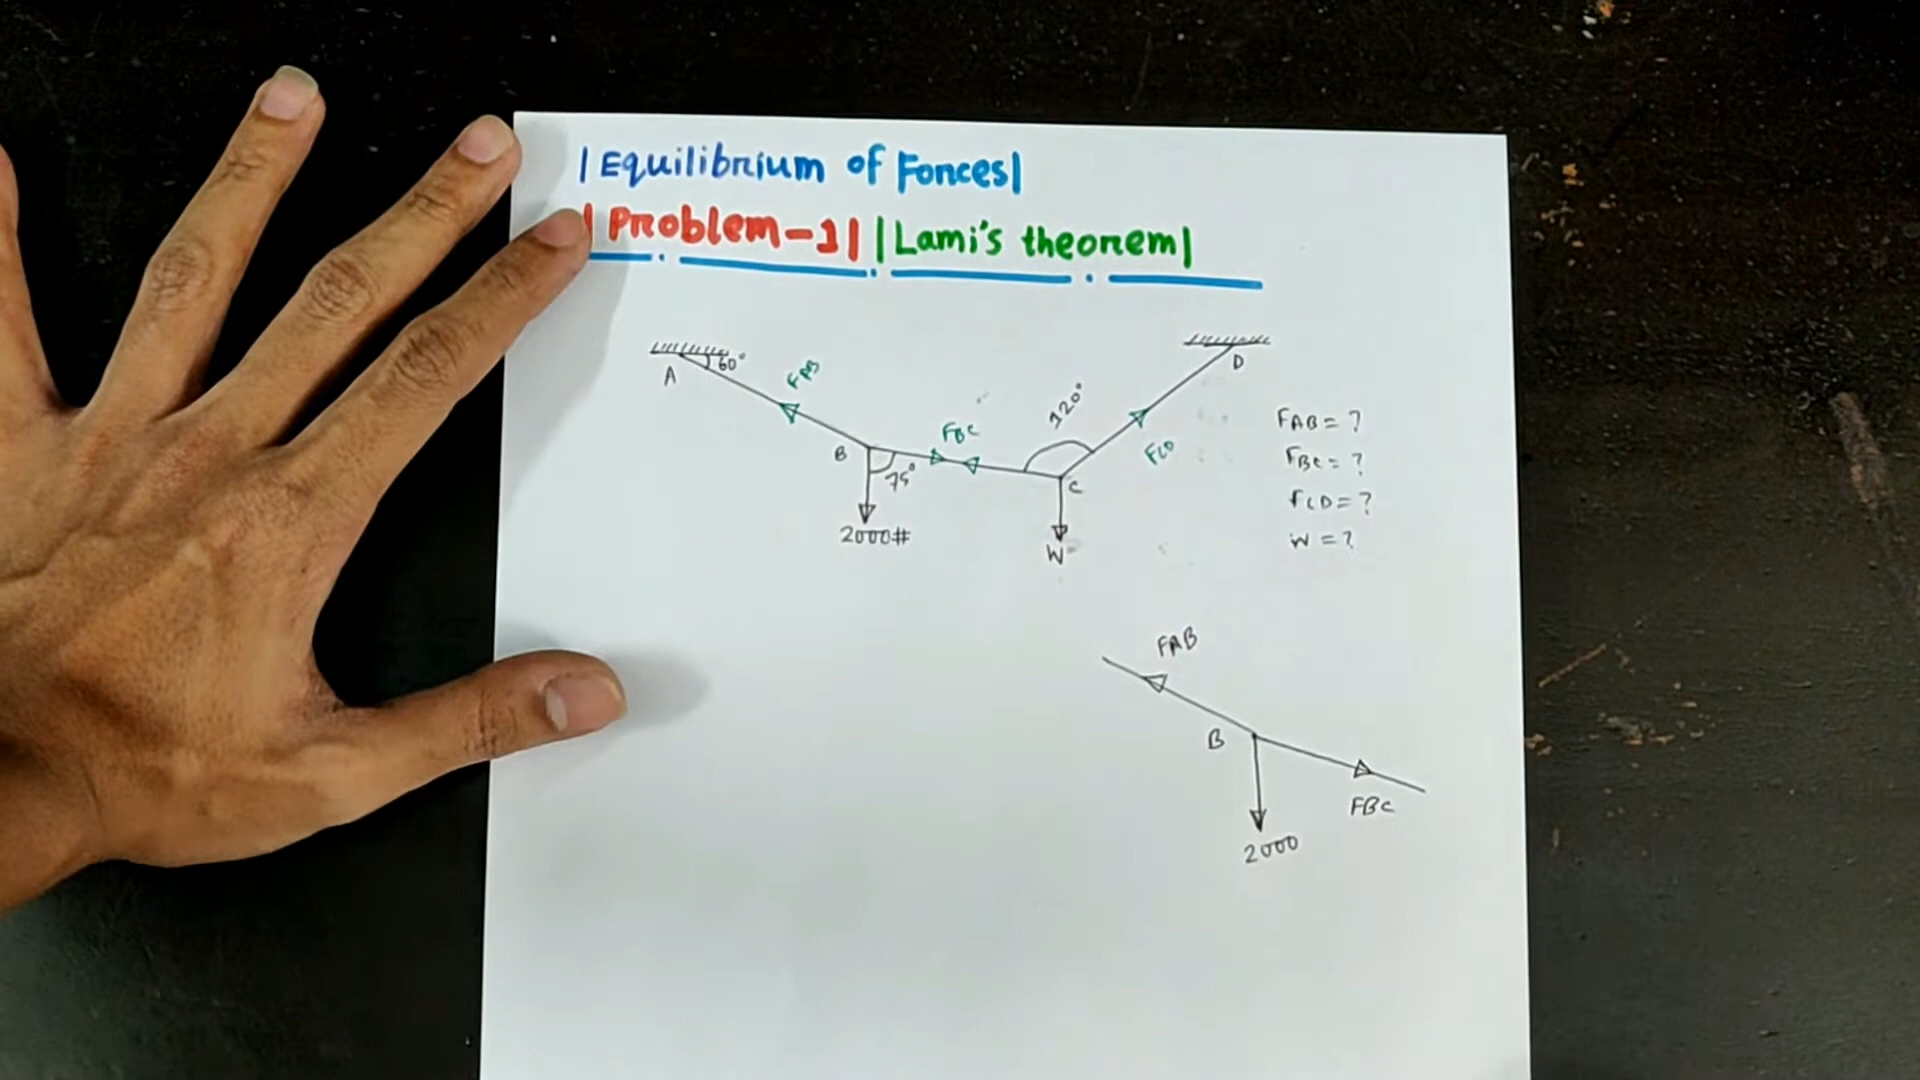 |Equilibrium of Forces|
|Problem-1| |Lami's theorem|
60°
A
FAB
B
75°
2000#
FBC
120°
C
W
FCD
D
FAB = ?
FBC = ?
FCD = ?
W = ?
FAB
B
FBC
2000